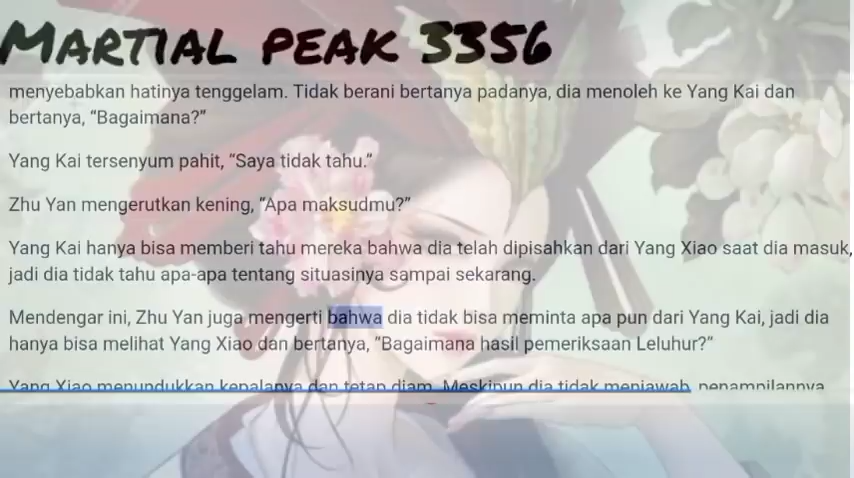 MARTIAL PEAK 3356
menyebabkan hatinya tenggelam. Tidak berani bertanya padanya, dia menoleh ke Yang Kai dan
bertanya, “Bagaimana?”
Yang Kai tersenyum pahit, “Saya tidak tahu.”
Zhu Yan mengerutkan kening, “Apa maksudmu?”
Yang Kai hanya bisa memberi tahu mereka bahwa dia telah dipisahkan dari Yang Xiao saat dia masuk,
jadi dia tidak tahu apa-apa tentang situasinya sampai sekarang.
Mendengar ini, Zhu Yan juga mengerti bahwa dia tidak bisa meminta apa pun dari Yang Kai, jadi dia
hanya bisa melihat Yang Xiao dan bertanya, “Bagaimana hasil pemeriksaan Leluhur?”
Yang Xiao menundukkan kepalanya dan tetap diam. Meskipun dia tidak menjawab, penampilannya